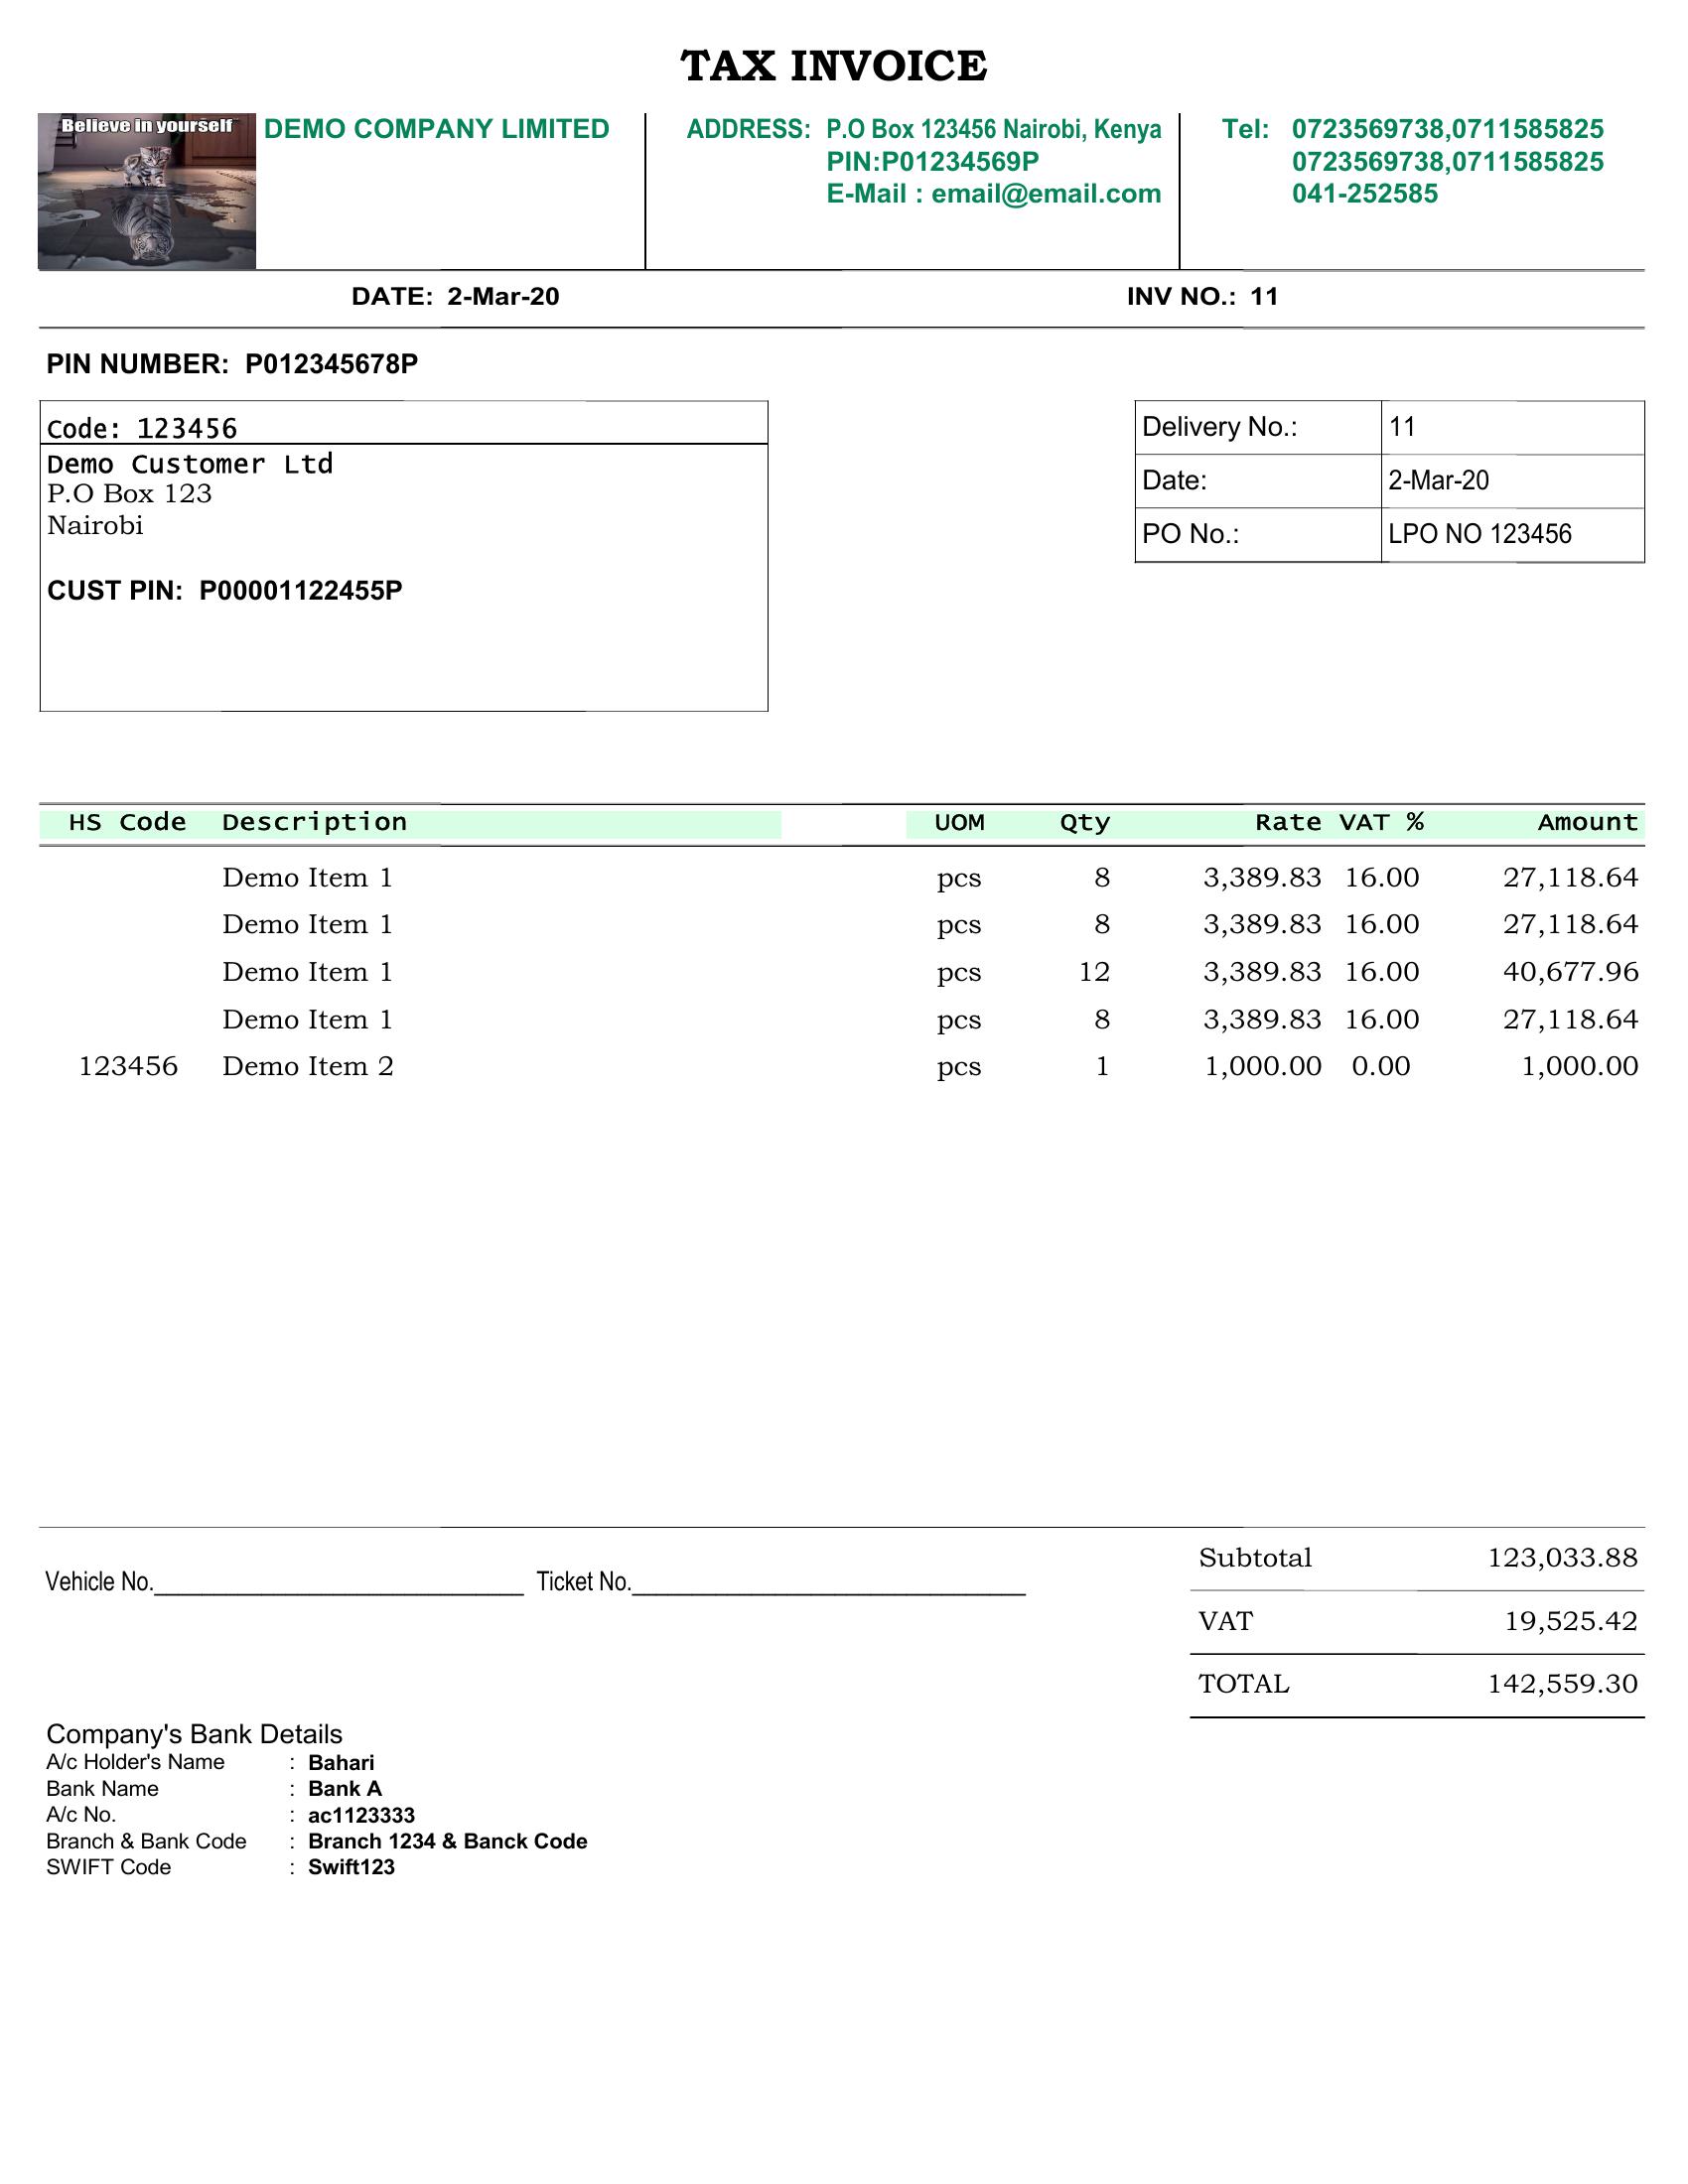 TAX INVOICE
Believe in yourself
DEMO COMPANY LIMITED
ADDRESS: P.O Box 123456 Nairobi, Kenya
PIN:P01234569P
E-Mail : email@email.com
Tel: 0723569738,0711585825
0723569738,0711585825
041-252585
DATE: 2-Mar-20 INV NO.: 11
PIN NUMBER: P012345678P
Code: 123456
Demo Customer Ltd
P.O Box 123
Nairobi
CUST PIN: P00001122455P
Delivery No.: 11
Date: 2-Mar-20
PO No.: LPO NO 123456
HS Code Description UOM Qty Rate VAT % Amount
Demo Item 1 pcs 8 3,389.83 16.00 27,118.64
Demo Item 1 pcs 8 3,389.83 16.00 27,118.64
Demo Item 1 pcs 12 3,389.83 16.00 40,677.96
Demo Item 1 pcs 8 3,389.83 16.00 27,118.64
123456 Demo Item 2 pcs 1 1,000.00 0.00 1,000.00
Vehicle No. Ticket No.
Subtotal 123,033.88
VAT 19,525.42
TOTAL 142,559.30
Company's Bank Details
A/c Holder's Name : Bahari
Bank Name : Bank A
A/c No. : ac1123333
Branch & Bank Code : Branch 1234 & Banck Code
SWIFT Code : Swift123